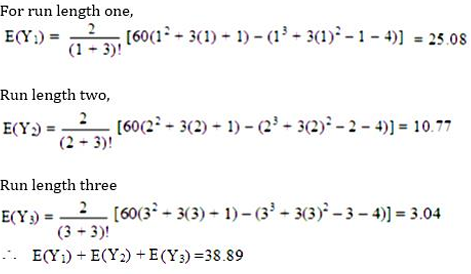 For run length one,
E(Y₁) = 2/(1 + 3)! [60(1² + 3(1) + 1) − (1³ + 3(1)² − 1 − 4)] = 25.08
Run length two,
E(Y₂) = 2/(2 + 3)! [60(2² + 3(2) + 1) − (2³ + 3(2)² − 2 − 4)] = 10.77
Run length three
E(Y₃) = 2/(3 + 3)! [60(3² + 3(3) + 1) − (3³ + 3(3)² − 3 − 4)] = 3.04
∴ E(Y₁) + E(Y₂) + E(Y₃) =38.89